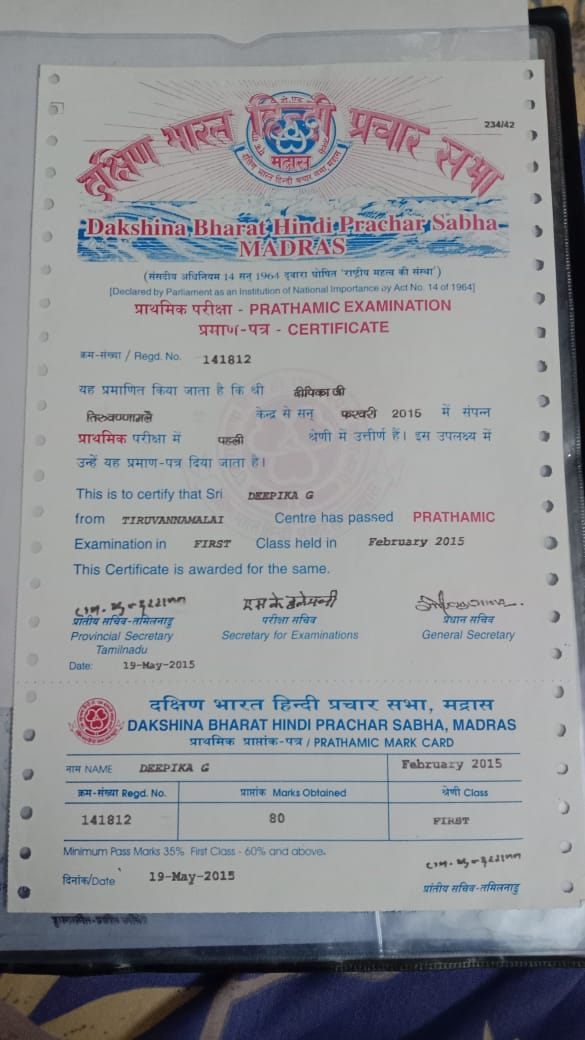 दक्षिण भारत हिन्दी प्रचार सभा
मद्रास
234/42
Dakshina Bharat Hindi Prachar Sabha
MADRAS
(संसदीय अधिनियम 14 सन् 1964 द्वारा घोषित 'राष्ट्रीय महत्व की संस्था')
[Declared by Parliament as an Institution of National Importance by Act No. 14 of 1964]
प्राथमिक परीक्षा - PRATHAMIC EXAMINATION
प्रमाण-पत्र - CERTIFICATE
क्रम-संख्या / Regd. No. 141812
यह प्रमाणित किया जाता है कि श्री दीपिका जी
तिरुवण्णामलै केन्द्र से सन् फरवरी 2015 में संपन्न
प्राथमिक परीक्षा में पहली श्रेणी में उत्तीर्ण हैं। इस उपलक्ष्य में
उन्हें यह प्रमाण-पत्र दिया जाता है।
This is to certify that Sri. DEEPIKA G
from TIRUVANNAMALAI Centre has passed PRATHAMIC
Examination in FIRST Class held in February 2015
This Certificate is awarded for the same.
प्रांतीय सचिव-तमिलनाडु परीक्षा सचिव प्रधान सचिव
Provincial Secretary Secretary for Examinations General Secretary
Tamilnadu
Date: 19-May-2015
दक्षिण भारत हिन्दी प्रचार सभा, मद्रास
DAKSHINA BHARAT HINDI PRACHAR SABHA, MADRAS
प्राथमिक प्राप्तांक-पत्र / PRATHAMIC MARK CARD
नाम NAME DEEPIKA G February 2015
क्रम-संख्या Regd. No. प्राप्तांक Marks Obtained श्रेणी Class
141812 80 FIRST
Minimum Pass Marks 35% First Class - 60% and above.
दिनांक/Date 19-May-2015
प्रांतीय सचिव-तमिलनाडु